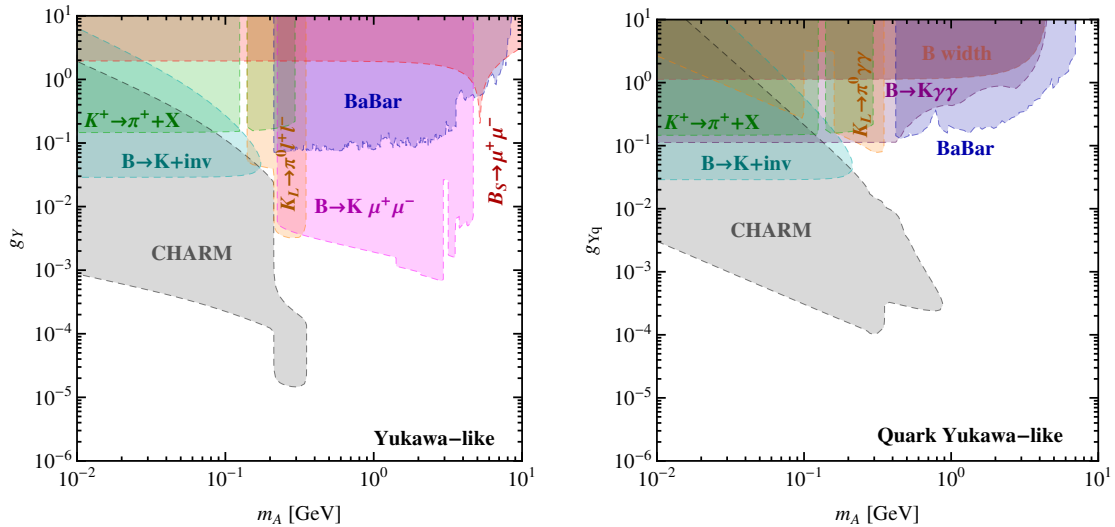 10^1
10^0
10^-1
10^-2
10^-3
10^-4
10^-5
10^-6
g_Y
K^+→π^+ +X
B→K+inv
CHARM
K_L→π^0 l^+ l^-
BaBar
B→K μ^+ μ^-
B_S→μ^+ μ^-
Yukawa−like
10^-2
10^-1
10^0
10^1
m_A [GeV]
10^1
10^0
10^-1
10^-2
10^-3
10^-4
10^-5
10^-6
g_Yq
B width
K_L→π^0 γγ
B→Kγγ
K^+→π^+ +X
BaBar
B→K+inv
CHARM
Quark Yukawa−like
10^-2
10^-1
10^0
10^1
m_A [GeV]